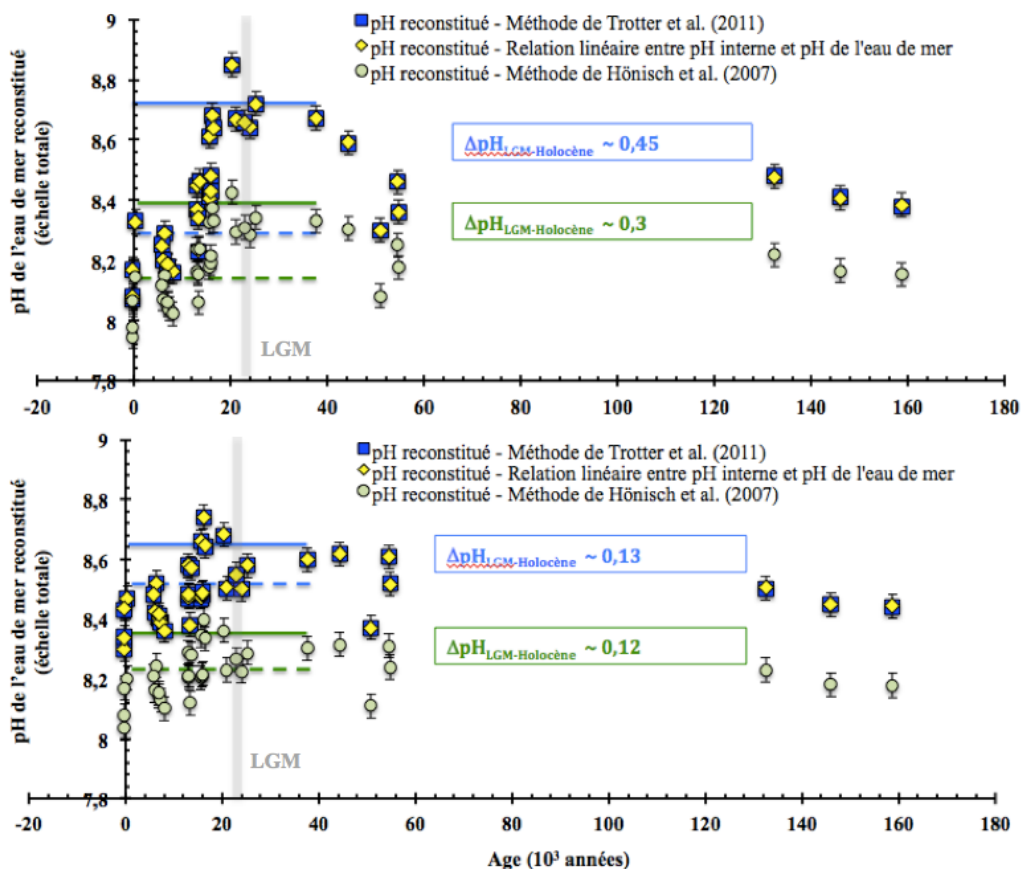 9
8,8
8,6
8,4
8,2
8
7,8
pH de l'eau de mer reconstitué
(échelle totale)
pH reconstitué - Méthode de Trotter et al. (2011)
pH reconstitué - Relation linéaire entre pH interne et pH de l'eau de mer
pH reconstitué - Méthode de Hönisch et al. (2007)
ΔpHLGM-Holocène ~ 0,45
ΔpHLGM-Holocène ~ 0,3
LGM
-20 0 20 40 60 80 100 120 140 160 180
9
8,8
8,6
8,4
8,2
8
7,8
pH de l'eau de mer reconstitué
(échelle totale)
pH reconstitué - Méthode de Trotter et al. (2011)
pH reconstitué - Relation linéaire entre pH interne et pH de l'eau de mer
pH reconstitué - Méthode de Hönisch et al. (2007)
ΔpHLGM-Holocène ~ 0,13
ΔpHLGM-Holocène ~ 0,12
LGM
-20 0 20 40 60 80 100 120 140 160 180
Age (10³ années)